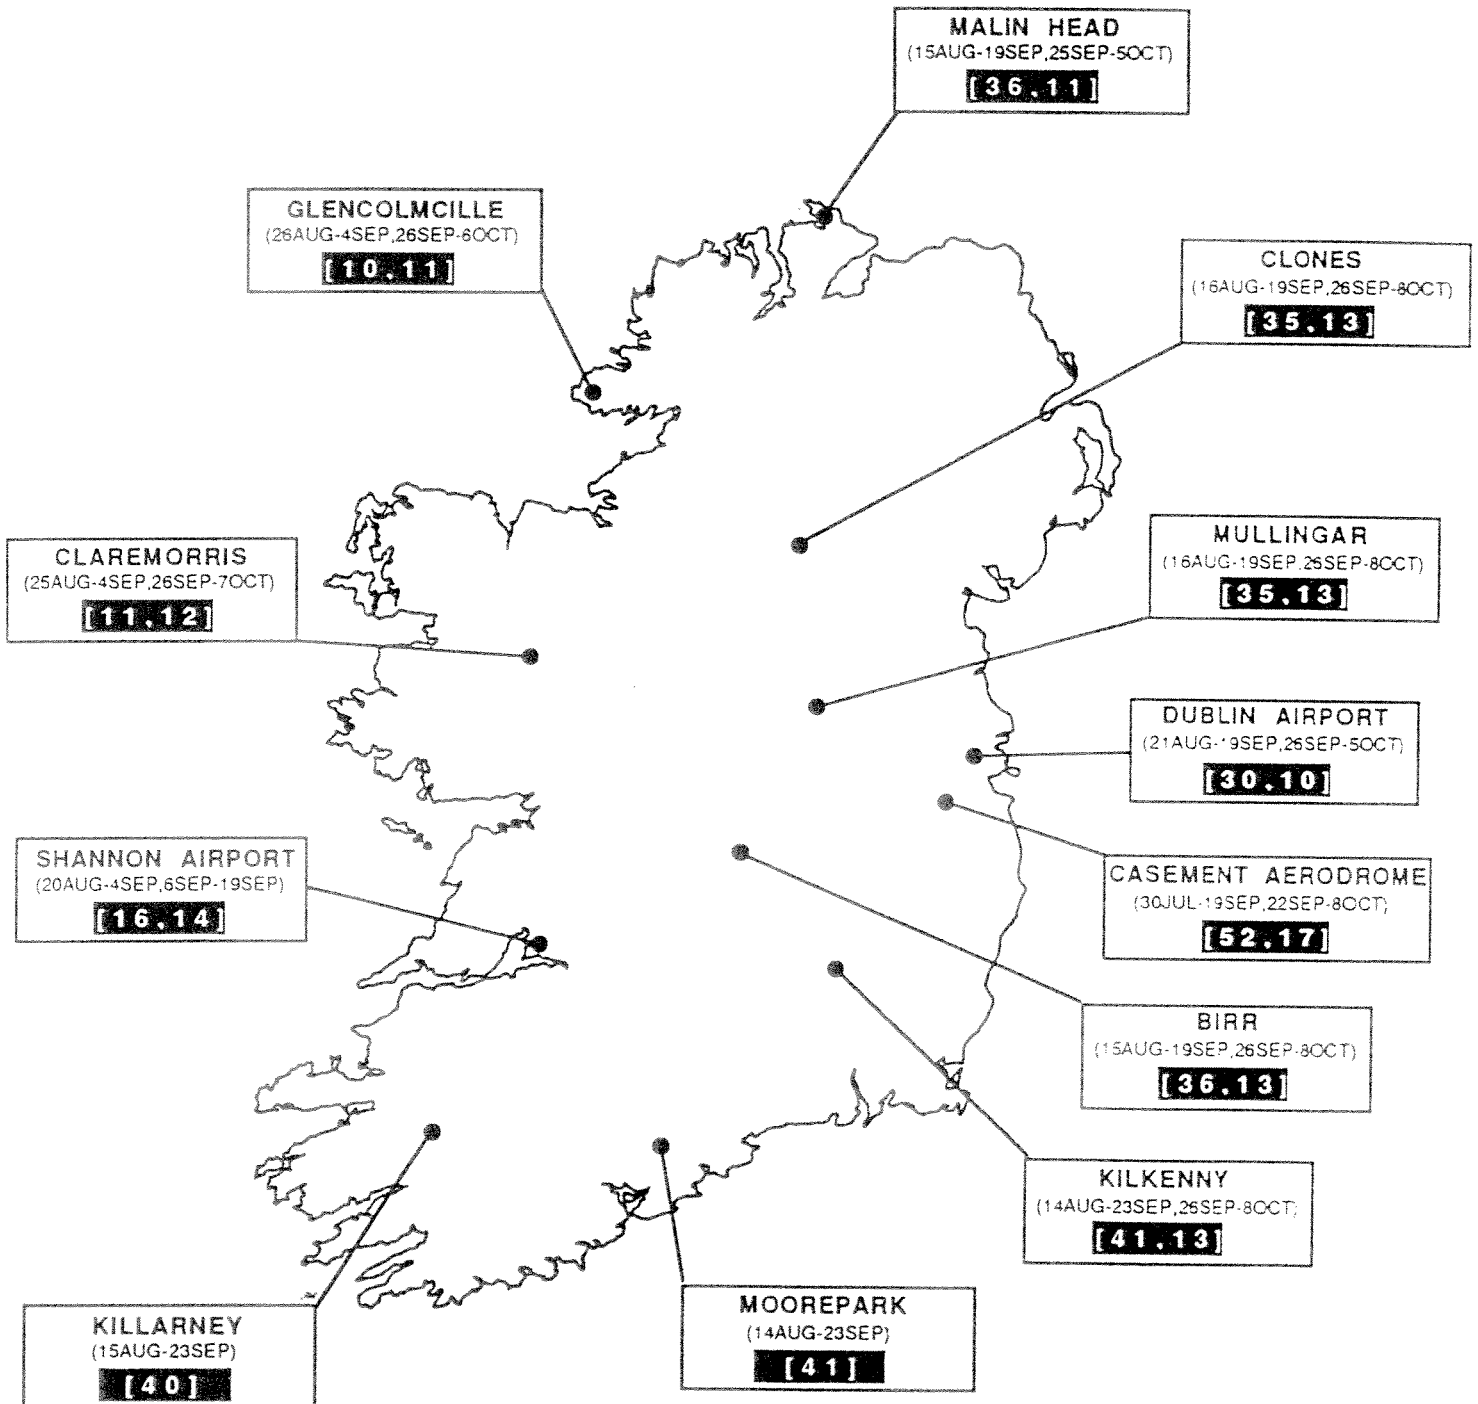 MALIN HEAD
(15AUG-19SEP,25SEP-5OCT)
[36.11]
GLENCOLMCILLE
(26AUG-4SEP,26SEP-6OCT)
[10.11]
CLONES
(16AUG-19SEP,26SEP-8OCT)
[35.13]
CLAREMORRIS
(25AUG-4SEP,26SEP-7OCT)
[11.12]
MULLINGAR
(16AUG-19SEP,26SEP-8OCT)
[35.13]
DUBLIN AIRPORT
(21AUG-19SEP,26SEP-5OCT)
[30.10]
SHANNON AIRPORT
(20AUG-4SEP,6SEP-19SEP)
[16.14]
CASEMENT AERODROME
(30JUL-19SEP,22SEP-8OCT)
[52.17]
BIRR
(15AUG-19SEP,26SEP-8OCT)
[36.13]
KILKENNY
(14AUG-23SEP,26SEP-8OCT)
[41.13]
MOOREPARK
(14AUG-23SEP)
[41]
KILLARNEY
(15AUG-23SEP)
[40]